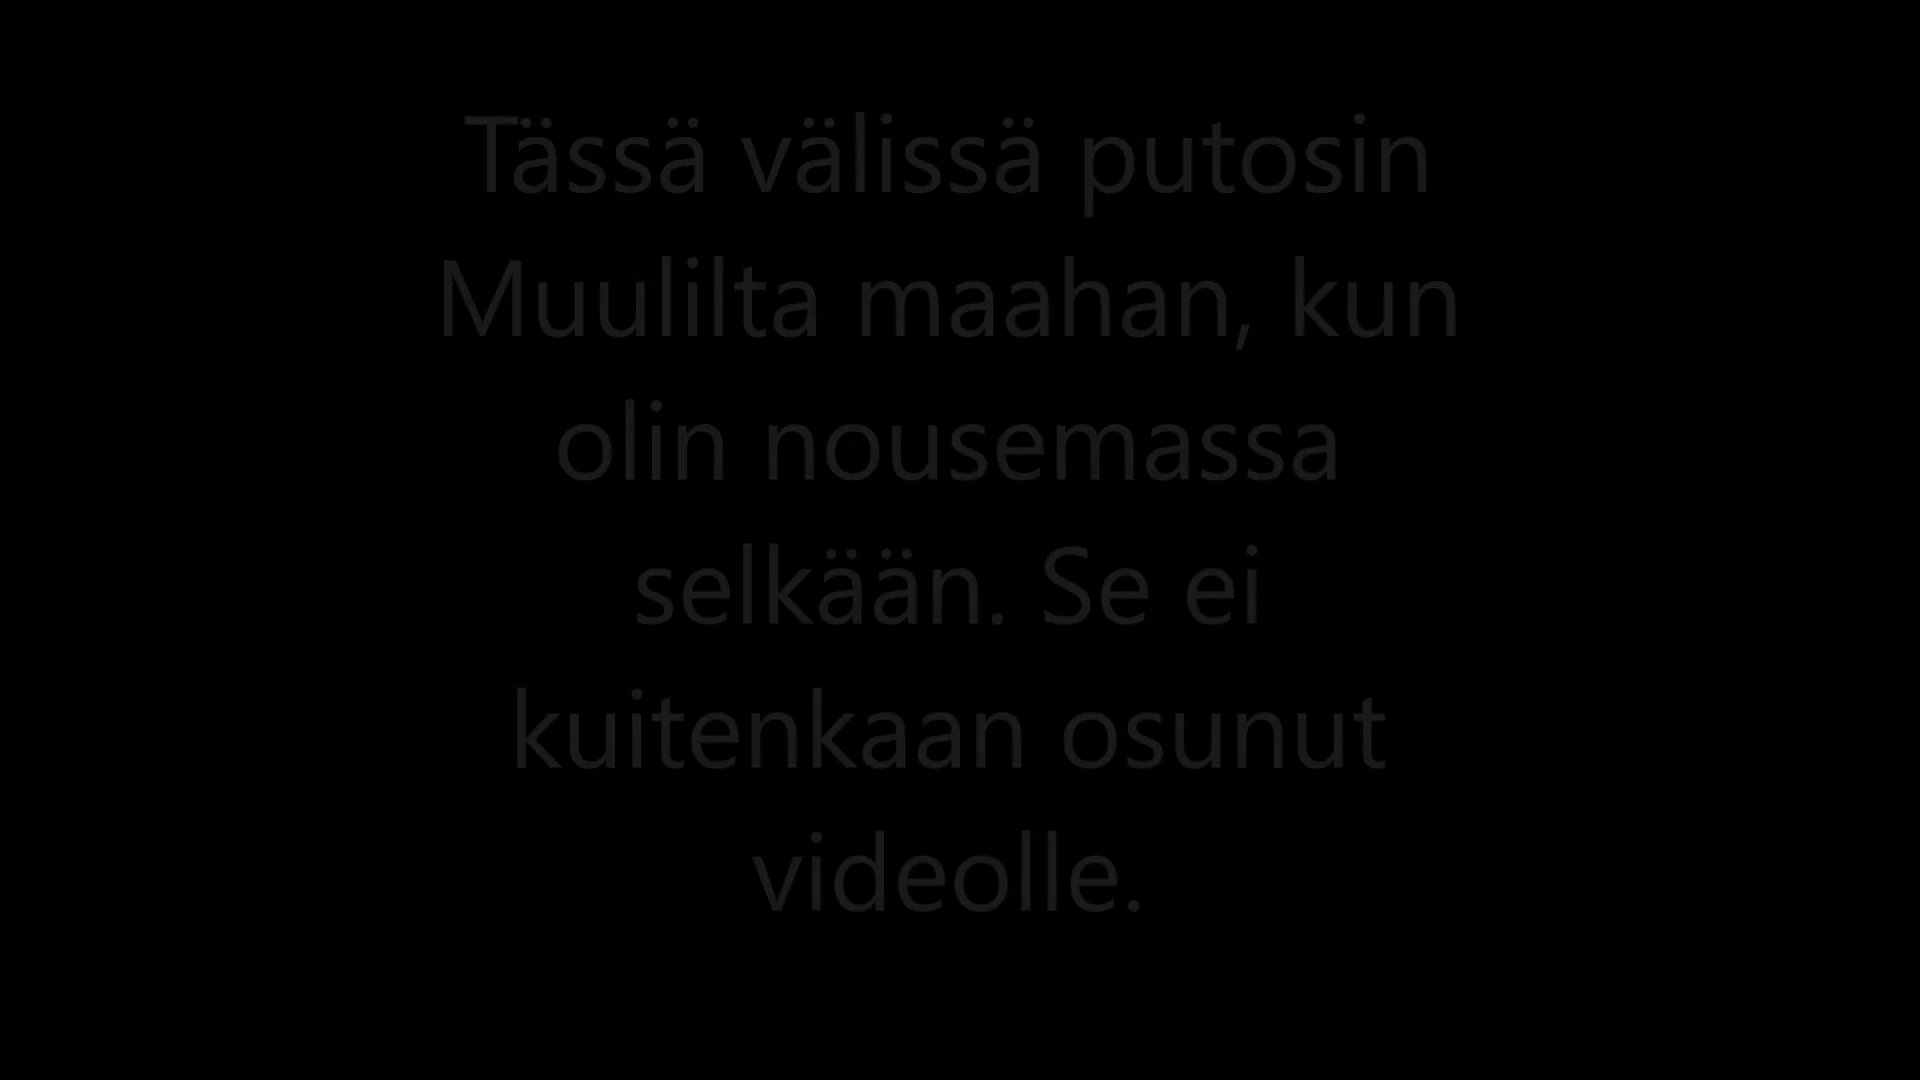 Tässä välissä putosin
Muulilta maahan, kun
olin nousemassa
selkään. Se ei
kuitenkaan osunut
videolle.